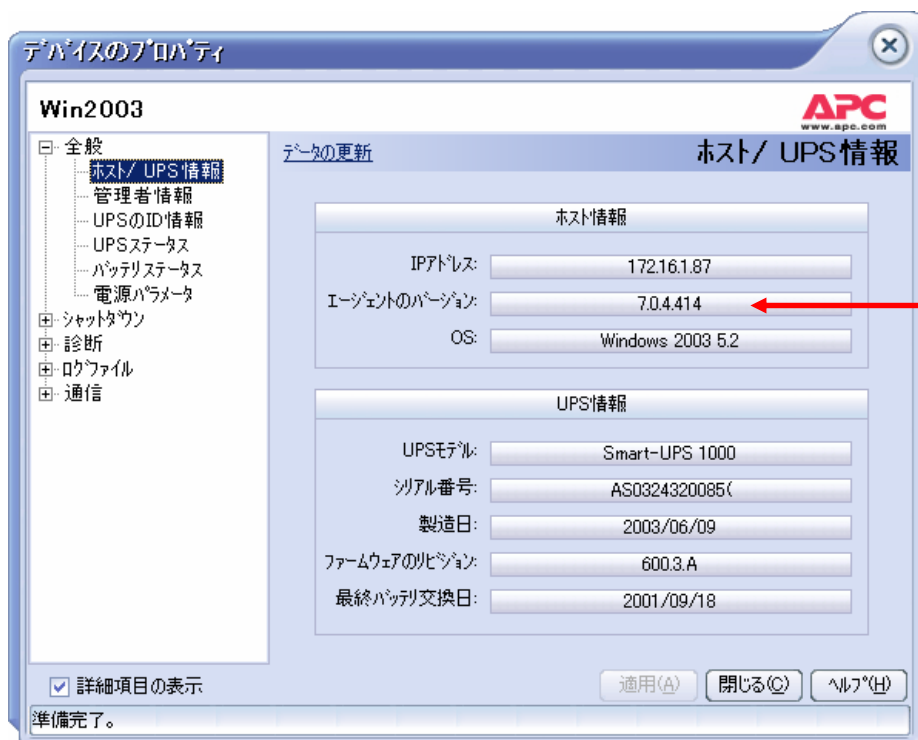 ﾃﾞﾊﾞｲｽのﾌﾟﾛﾊﾟﾃｨ
Win2003
APC
www.apc.com
全般
ﾎｽﾄ/ UPS情報
管理者情報
UPSのID情報
UPSｽﾃｰﾀｽ
ﾊﾞｯﾃﾘｽﾃｰﾀｽ
電源ﾊﾟﾗﾒｰﾀ
ｼｬｯﾄﾀﾞｳﾝ
診断
ﾛｸﾞﾌｧｲﾙ
通信
ﾃﾞｰﾀの更新
ﾎｽﾄ/ UPS情報
ﾎｽﾄ情報
IPｱﾄﾞﾚｽ: 172.16.1.87
ｴｰｼﾞｪﾝﾄのﾊﾞｰｼﾞｮﾝ: 7.0.4.414
OS: Windows 2003 5.2
UPS情報
UPSﾓﾃﾞﾙ: Smart-UPS 1000
ｼﾘｱﾙ番号: AS0324320085(
製造日: 2003/06/09
ﾌｧｰﾑｳｪｱのﾘﾋﾞｼﾞｮﾝ: 600.3.A
最終ﾊﾞｯﾃﾘ交換日: 2001/09/18
詳細項目の表示
適用(A) 閉じる(C) ﾍﾙﾌﾟ(H)
準備完了。